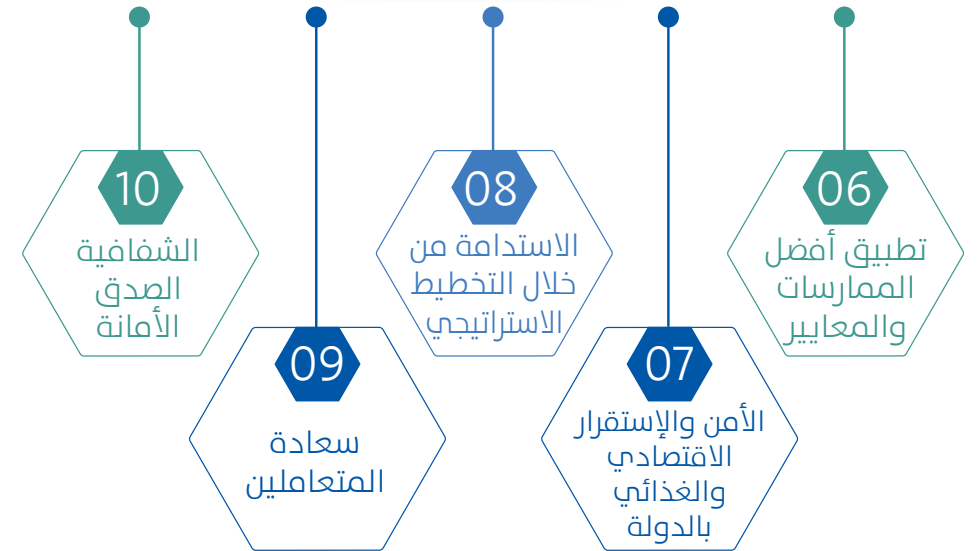 06
تطبيق أفضل
الممارسات
والمعايير
07
الأمن والإستقرار
الاقتصادي
والغذائي
بالدولة
08
الاستدامة من
خلال التخطيط
الاستراتيجي
09
سعادة
المتعاملين
10
الشفافية
الصدق
الأمانة